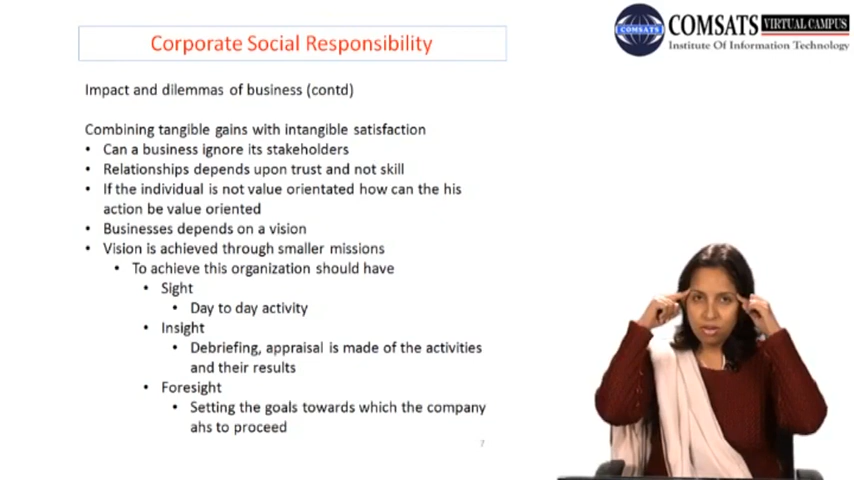 Corporate Social Responsibility
COMSATS
COMSATS VIRTUAL CAMPUS
Institute Of Information Technology
Impact and dilemmas of business (contd)
Combining tangible gains with intangible satisfaction
• Can a business ignore its stakeholders
• Relationships depends upon trust and not skill
• If the individual is not value orientated how can the his
action be value oriented
• Businesses depends on a vision
• Vision is achieved through smaller missions
• To achieve this organization should have
• Sight
• Day to day activity
• Insight
• Debriefing, appraisal is made of the activities
and their results
• Foresight
• Setting the goals towards which the company
ahs to proceed
7